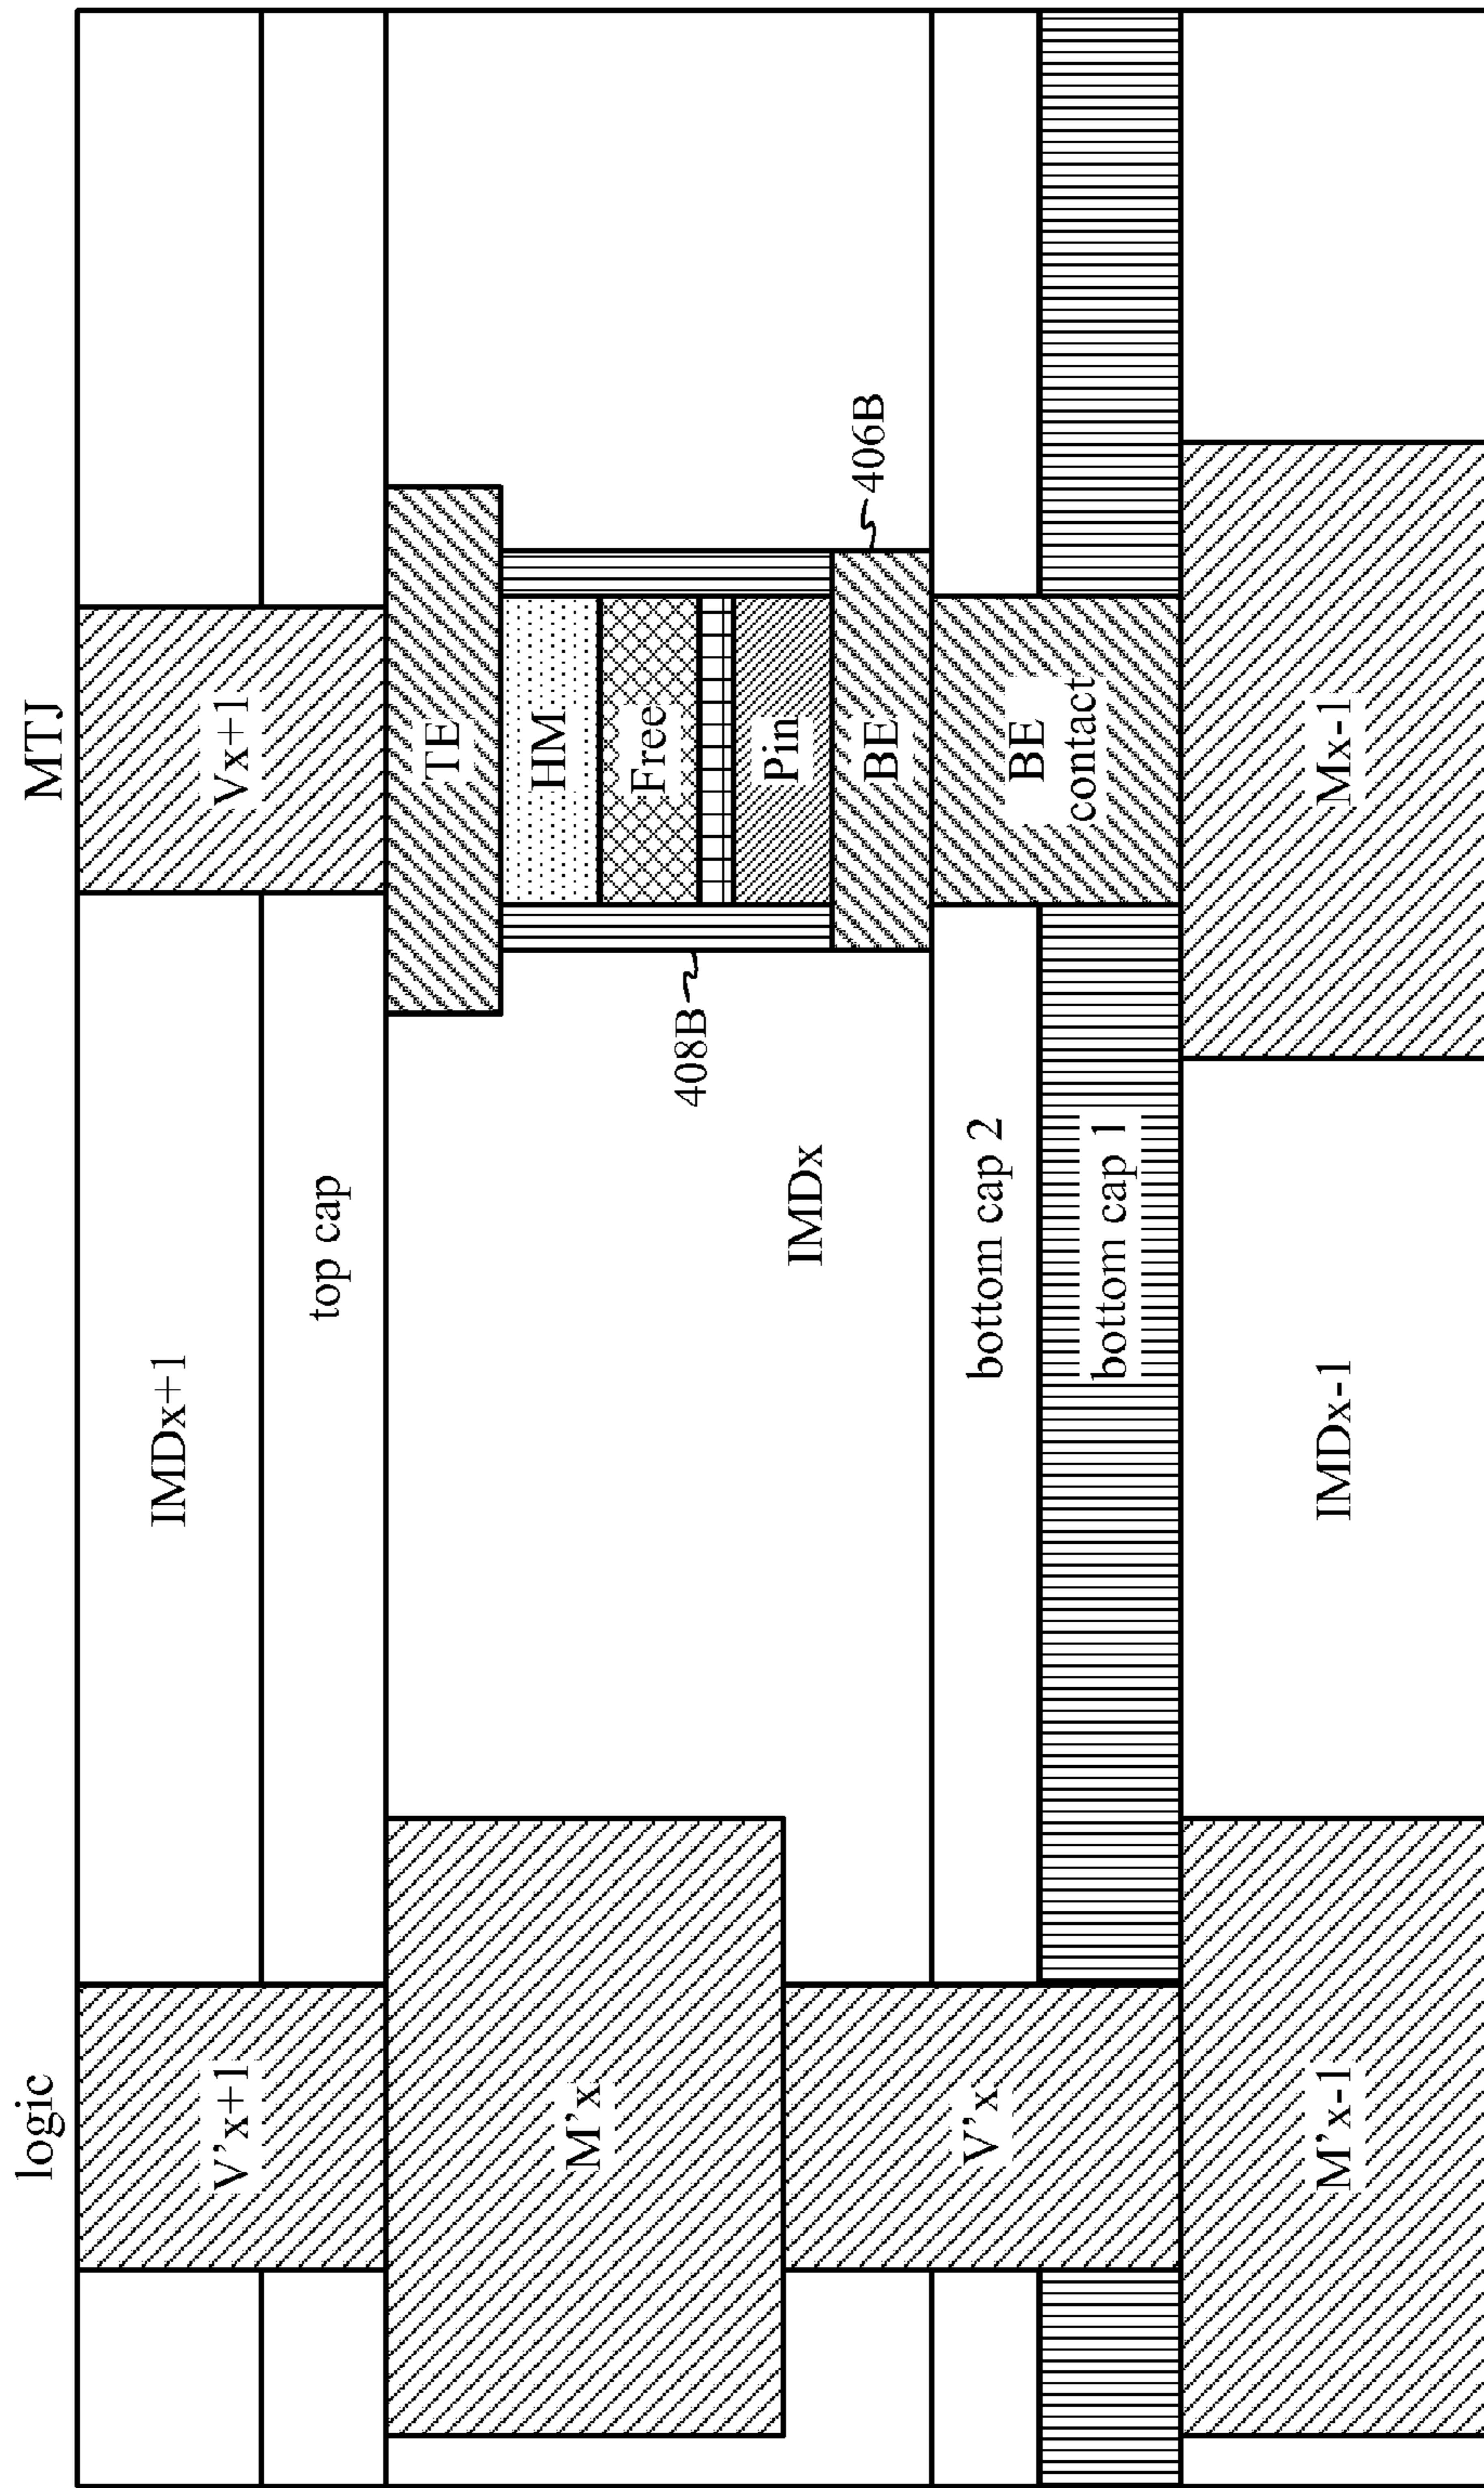 logic
MTJ
V'x+1
IMDx+1
Vx+1
top cap
M'x
TE
HM
Free
408B
Pin
IMDx
BE
406B
V'x
bottom cap 2
BE
contact
bottom cap 1
M'x-1
IMDx-1
Mx-1